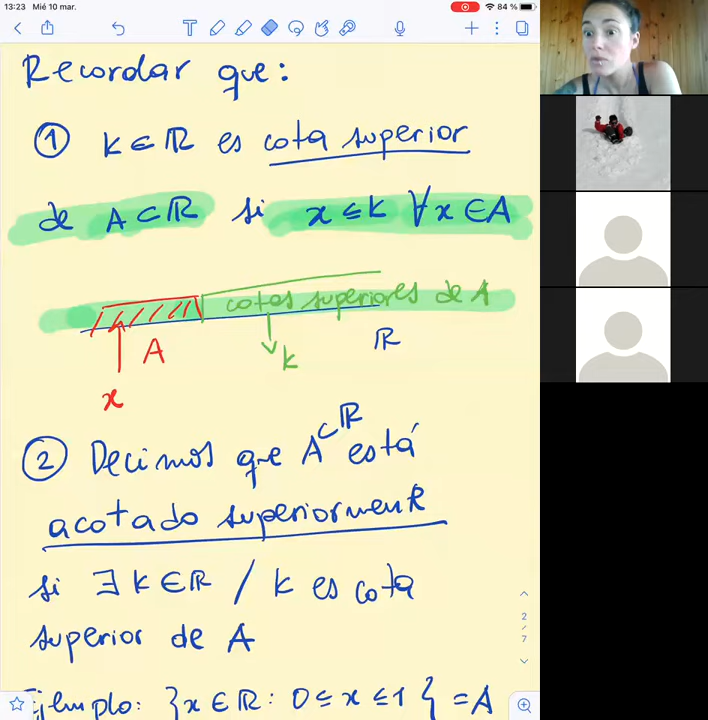 13:23 Mié 10 mar.
84 %
Recordar que:
① k∈ℝ es cota superior
de A⊂ℝ si x≤k ∀x∈A
cotas superiores de A
A
k
ℝ
x
② Decimos que A⊂ℝ está
acotado superiormente
si ∃ k∈ℝ / k es cota
superior de A
Ejemplo: {x∈ℝ: 0≤x≤1} = A
2
/
7